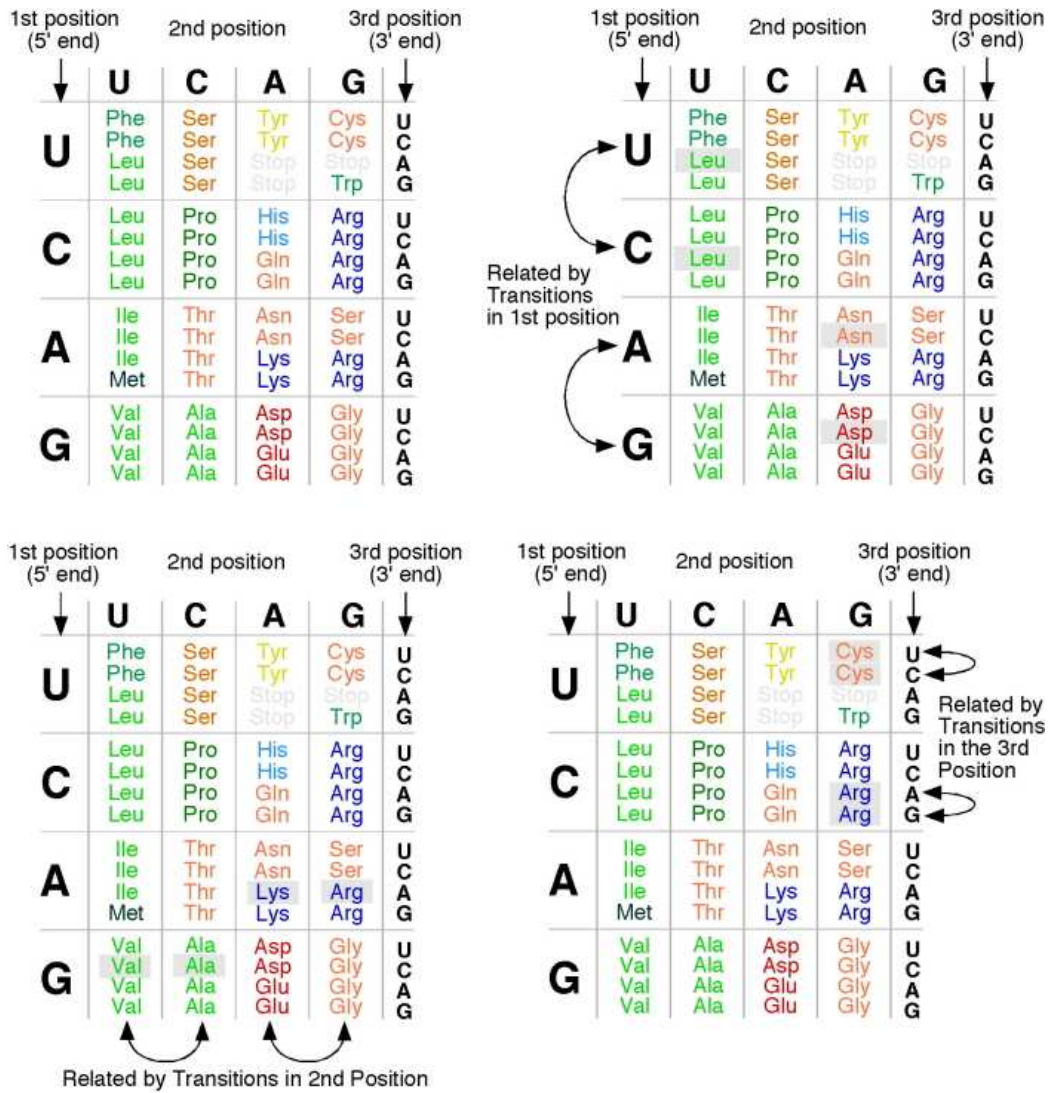 1st position
(5' end)
2nd position
3rd position
(3' end)
U C A G
Phe Ser Tyr Cys U
Phe Ser Tyr Cys C
U
Leu Ser Stop Stop A
Leu Ser Stop Trp G
Leu Pro His Arg U
Leu Pro His Arg C
C
Leu Pro Gln Arg A
Leu Pro Gln Arg G
Ile Thr Asn Ser U
Ile Thr Asn Ser C
A
Ile Thr Lys Arg A
Met Thr Lys Arg G
Val Ala Asp Gly U
Val Ala Asp Gly C
G
Val Ala Glu Gly A
Val Ala Glu Gly G
1st position
(5' end)
2nd position
3rd position
(3' end)
U C A G
Phe Ser Tyr Cys U
Phe Ser Tyr Cys C
U
Leu Ser Stop Stop A
Leu Ser Stop Trp G
Leu Pro His Arg U
Leu Pro His Arg C
C
Leu Pro Gln Arg A
Leu Pro Gln Arg G
Related by
Transitions
in 1st position
Ile Thr Asn Ser U
Ile Thr Asn Ser C
A
Ile Thr Lys Arg A
Met Thr Lys Arg G
Val Ala Asp Gly U
Val Ala Asp Gly C
G
Val Ala Glu Gly A
Val Ala Glu Gly G
1st position
(5' end)
2nd position
3rd position
(3' end)
U C A G
Phe Ser Tyr Cys U
Phe Ser Tyr Cys C
U
Leu Ser Stop Stop A
Leu Ser Stop Trp G
Leu Pro His Arg U
Leu Pro His Arg C
C
Leu Pro Gln Arg A
Leu Pro Gln Arg G
Ile Thr Asn Ser U
Ile Thr Asn Ser C
A
Ile Thr Lys Arg A
Met Thr Lys Arg G
Val Ala Asp Gly U
Val Ala Asp Gly C
G
Val Ala Glu Gly A
Val Ala Glu Gly G
Related by Transitions in 2nd Position
1st position
(5' end)
2nd position
3rd position
(3' end)
U C A G
Phe Ser Tyr Cys U
Phe Ser Tyr Cys C
U
Leu Ser Stop Stop A
Leu Ser Stop Trp G
Related by
Transitions
in the 3rd
Position
Leu Pro His Arg U
Leu Pro His Arg C
C
Leu Pro Gln Arg A
Leu Pro Gln Arg G
Ile Thr Asn Ser U
Ile Thr Asn Ser C
A
Ile Thr Lys Arg A
Met Thr Lys Arg G
Val Ala Asp Gly U
Val Ala Asp Gly C
G
Val Ala Glu Gly A
Val Ala Glu Gly G